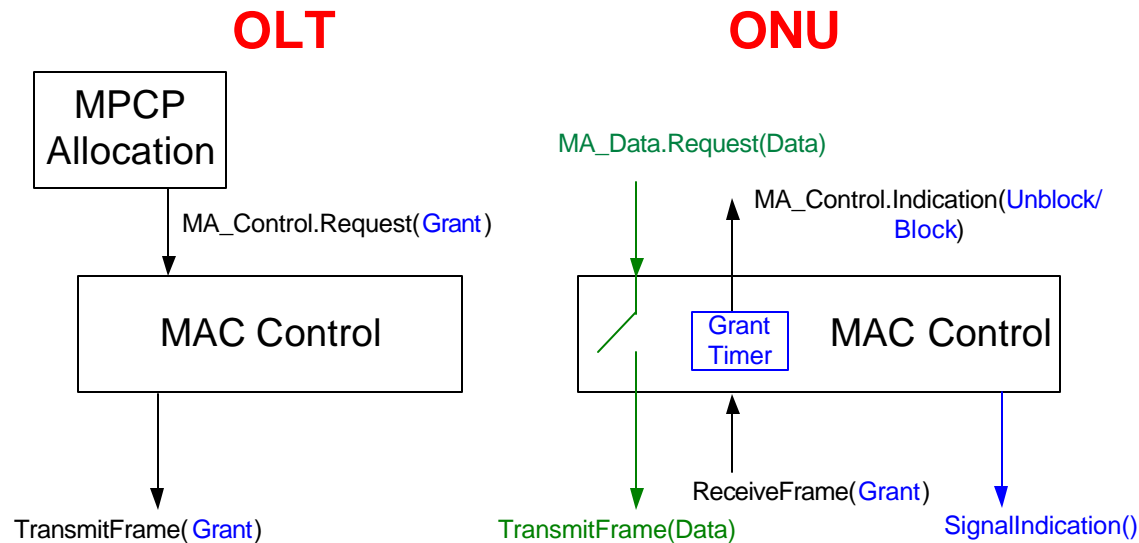 OLT
ONU
MPCP
Allocation
MA_Control.Request(Grant)
MAC Control
TransmitFrame(Grant)
MA_Data.Request(Data)
MA_Control.Indication(Unblock/
Block)
Grant
Timer
MAC Control
ReceiveFrame(Grant)
TransmitFrame(Data)
SignalIndication()